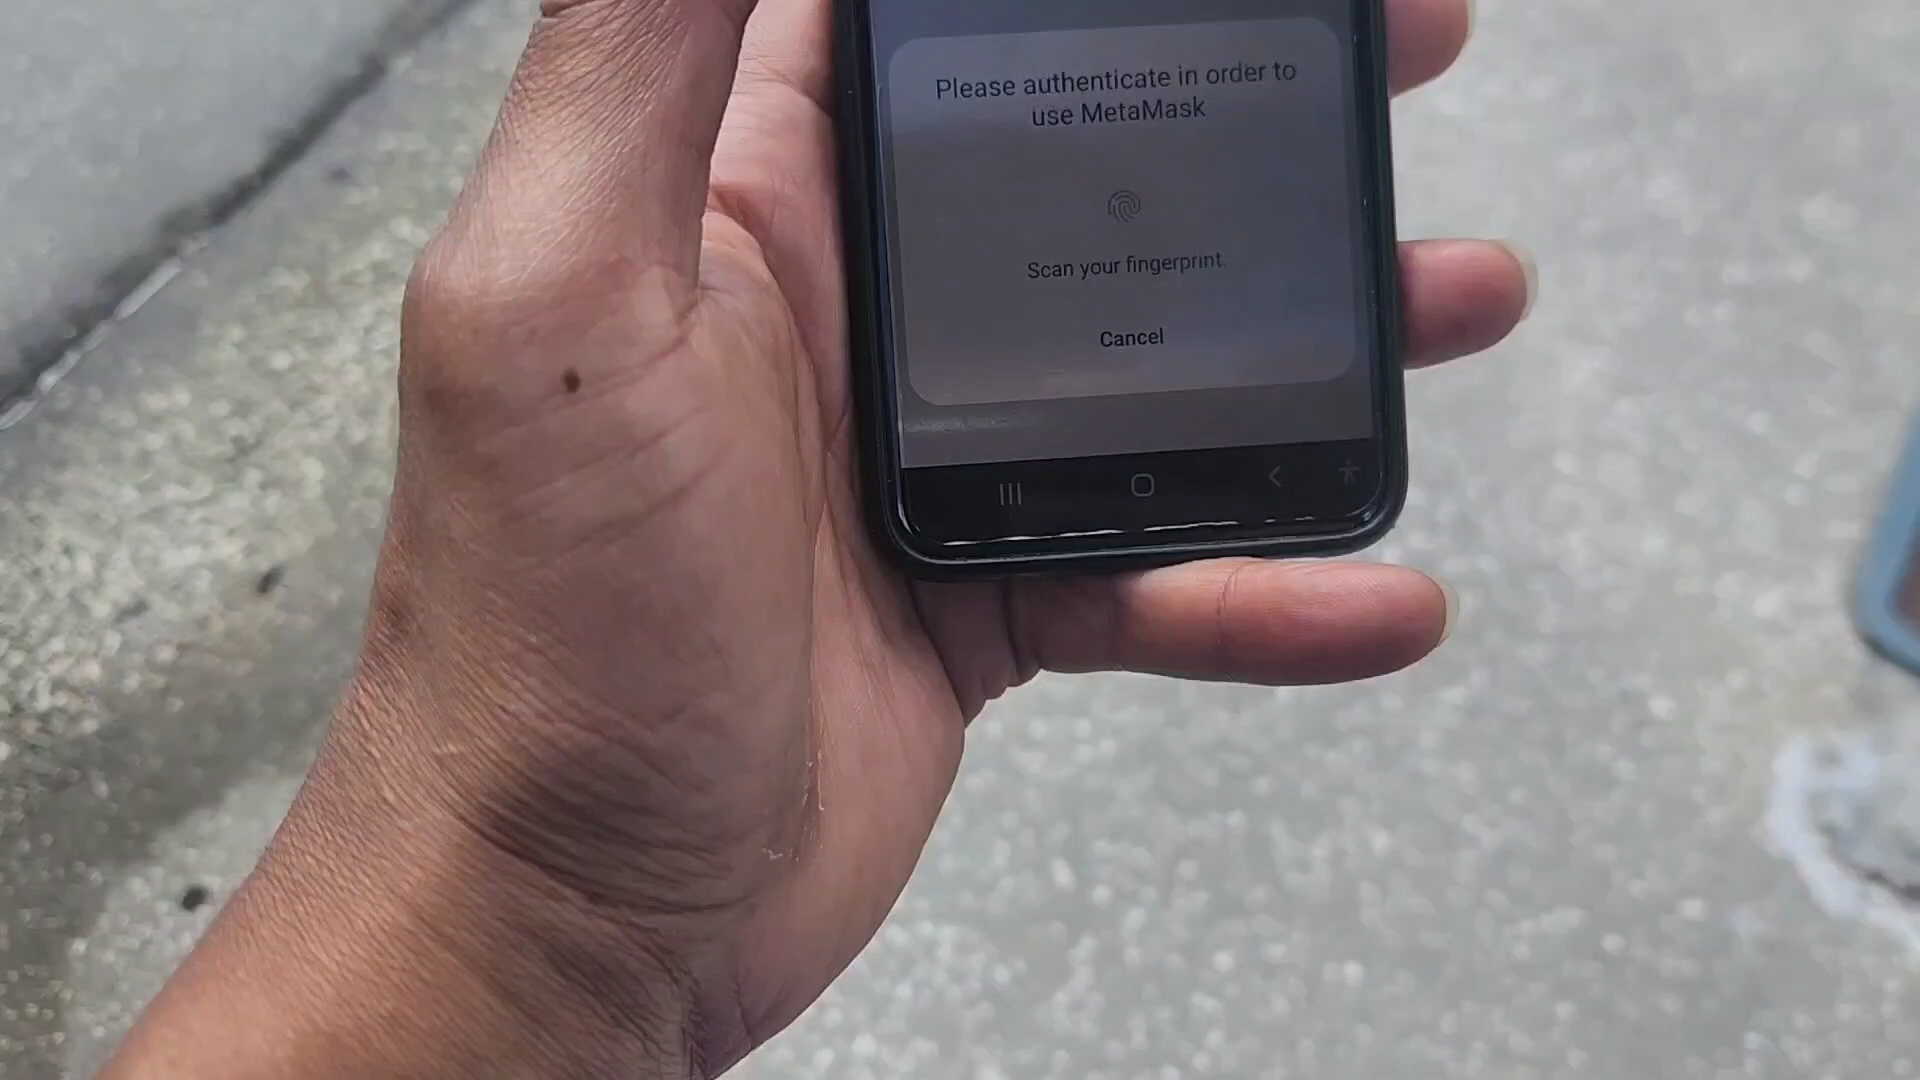 Please authenticate in order to
use MetaMask
Scan your fingerprint.
Cancel